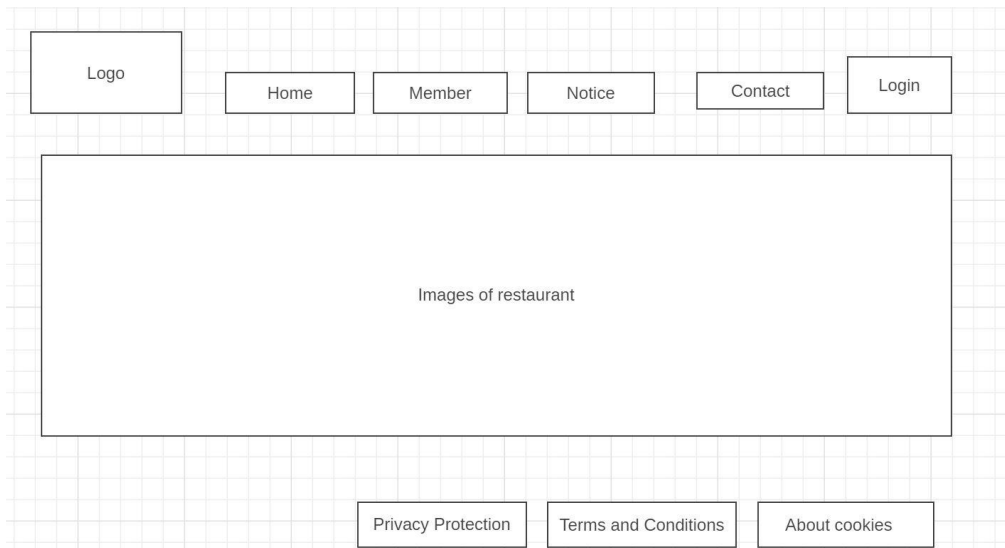 Logo
Home
Member
Notice
Contact
Login
Images of restaurant
Privacy Protection
Terms and Conditions
About cookies